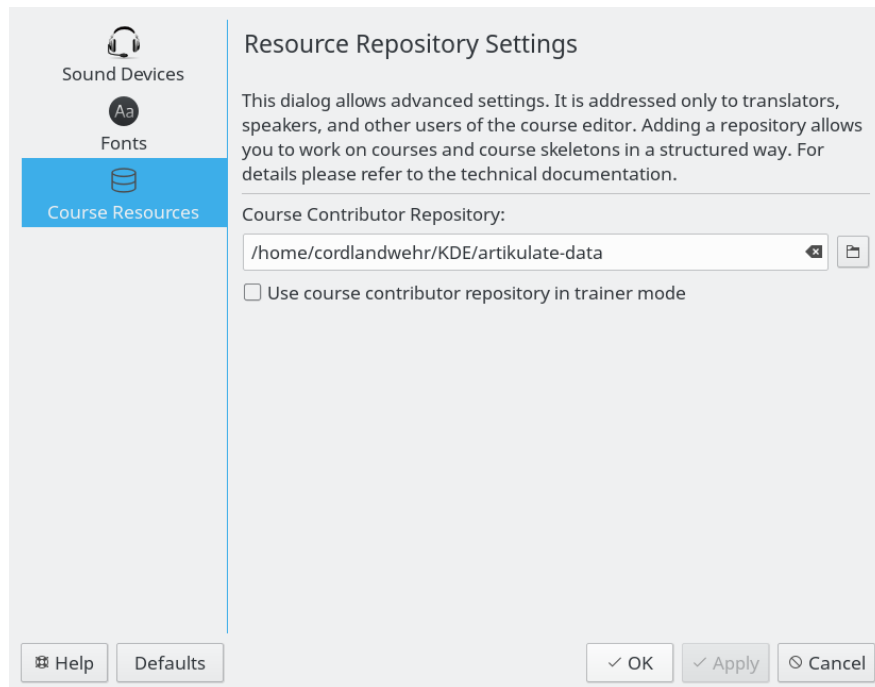 Sound Devices
Aa
Fonts
Course Resources
Resource Repository Settings
This dialog allows advanced settings. It is addressed only to translators,
speakers, and other users of the course editor. Adding a repository allows
you to work on courses and course skeletons in a structured way. For
details please refer to the technical documentation.
Course Contributor Repository:
/home/cordlandwehr/KDE/artikulate-data
Use course contributor repository in trainer mode
Help Defaults OK Apply Cancel